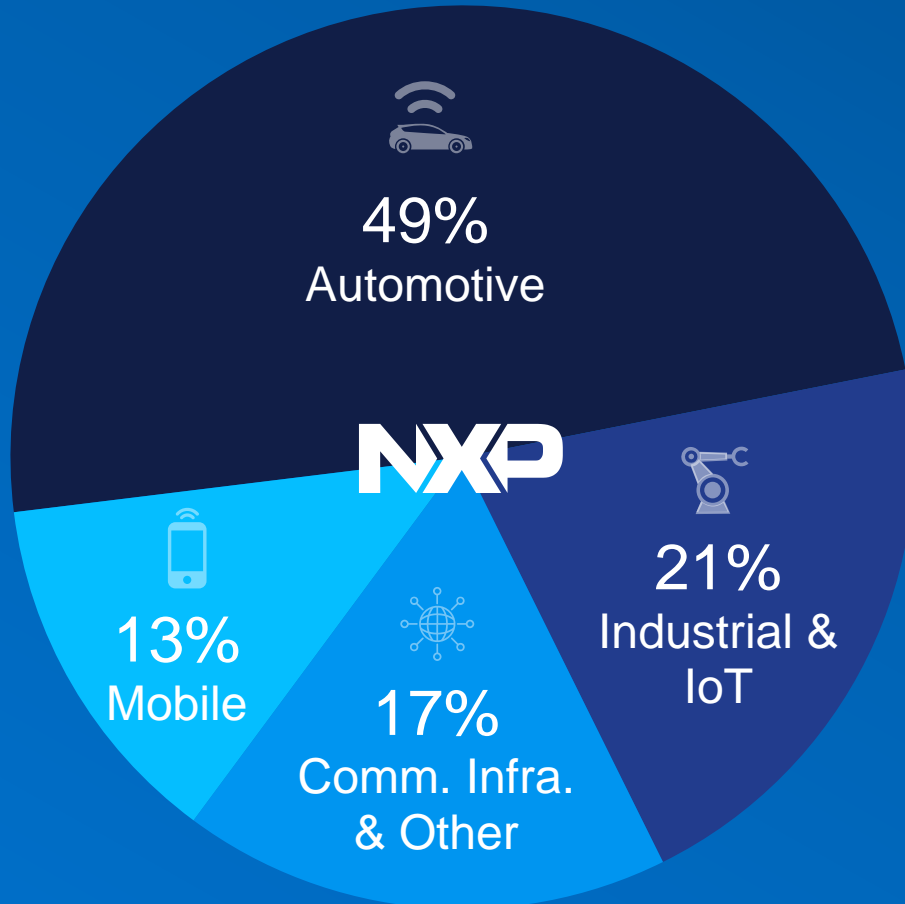 49%
Automotive
NXP
21%
Industrial &
IoT
13%
Mobile
17%
Comm. Infra.
& Other